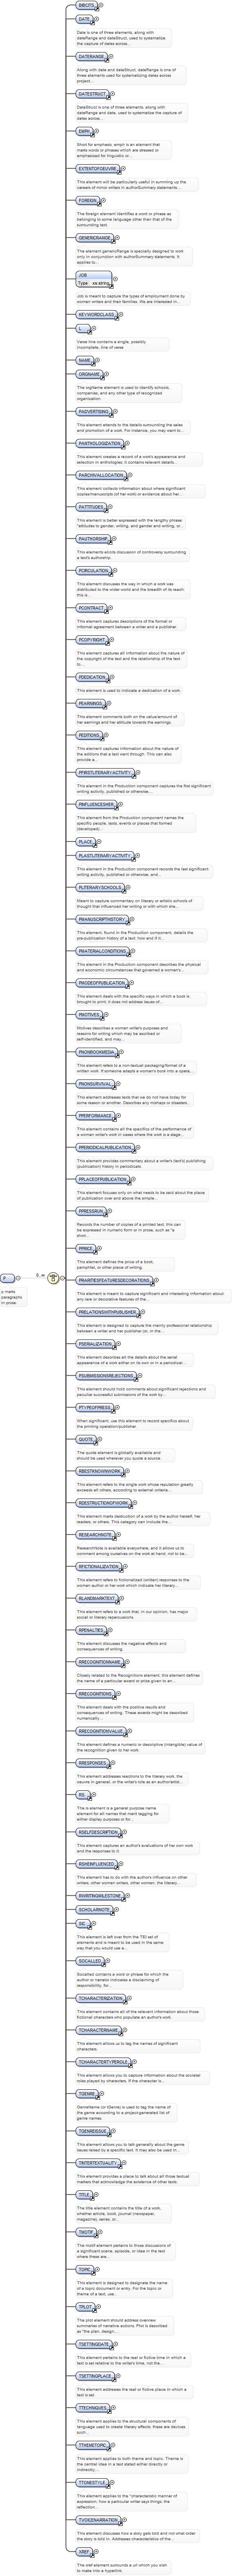 P
p marks
paragraphs
in prose.
0..∞
BIBCITS
DATE
Date is one of three elements, along with
dateRange and dateStruct, used to systematize
the capture of dates across...
DATERANGE
Along with date and dateStruct, dateRange is one of
three elements used for systematizing dates across
project...
DATESTRUCT
DateStruct is one of three elements, along with
dateRange and date, used to systematize the capture of
dates across...
EMPH
Short for emphasis, emph is an element that
marks words or phrases which are stressed or
emphasized for linguistic or...
EXTENTOFOEUVRE
This element will be particularly useful in summing up the
careers of minor writers in authorSummary statements...
FOREIGN
The foreign element identifies a word or phrase as
belonging to some language other than that of the
surrounding text
GENERICRANGE
The element genericRange is specially designed to work
only in conjunction with authorSummary statements. It
applies to...
JOB
Type xs:string
Job is meant to capture the types of employment done by
women writers and their families. We are interested in...
KEYWORDCLASS
L
Verse line contains a single, possibly
incomplete, line of verse
NAME
ORGNAME
The orgName element is used to identify schools,
companies, and any other type of recognized
organization
PADVERTISING
This element attends to the details surrounding the sales
and promotion of a work. For instance, you may want to...
PANTHOLOGIZATION
This element creates a record of a work's appearance and
selection in anthologies; it contains relevant details...
PARCHIVALLOCATION
This element collects information about where significant
copies/manuscripts (of her work) or evidence about her...
PATTITUDES
This element is better expressed with the lengthy phrase:
"attitudes to gender, writing, and gender and writing, or...
PAUTHORSHIP
This elements elicits discussion of controversy surrounding
a text's authorship.
PCIRCULATION
This element discusses the way in which a work was
distributed to the wider world and the breadth of its reach:
this is...
PCONTRACT
This element captures descriptions of the formal or
informal agreement between a writer and a publisher.
PCOPYRIGHT
This element captures all information about the nature of
the copyright of the text and the relationship of the text
to...
PDEDICATION
This element is used to indicate a dedication of a work.
PEARNINGS
This element comments both on the value/amount of
her earnings and her attitude towards the earnings.
PEDITIONS
This element captures information about the nature of
the editions that a text went through. This can also
provide a...
PFIRSTLITERARYACTIVITY
This element in the Production component captures the first significant
writing activity, published or otherwise...
PINFLUENCESHER
This element from the Production component names the
specific people, texts, events or places that formed
(developed)...
PLACE
PLASTLITERARYACTIVITY
This element in the Production component records the last significant
writing activity, published or otherwise, and...
PLITERARYSCHOOLS
Meant to capture commentary on literary or artistic schools of
thought that influenced her writing or with which she...
PMANUSCRIPTHISTORY
This element, found in the Production component, details the
pre-publication history of a text: how and if it...
PMATERIALCONDITIONS
This element in the Production component describes the physical
and economic circumstances that governed a woman's...
PMODEOFPUBLICATION
This element deals with the specific ways in which a book is
brought to print. It does not address issues of...
PMOTIVES
Motives describes a woman writer's purposes and
reasons for writing which may be ascribed or
self-identified, and may...
PNONBOOKMEDIA
This element refers to a non-textual packaging/format of a
written work. If someone adapts a woman's book into a opera...
PNONSURVIVAL
This element addresses texts that we do not have today for
some reason or another. Describes any mishaps or disasters...
PPERFORMANCE
This element contains all the specifics of the performance of
a woman writer's work in cases where the work is a stage...
PPERIODICALPUBLICATION
This element provides commentary about a writer's (text's) publishing
(publication) history in periodicals
PPLACEOFPUBLICATION
This element focuses only on what needs to be said about the place
of publication over and above the simple...
PPRESSRUN
Records the number of copies of a printed text. this can
be expressed in numeric form or in prose, such as "a
short...
PPRICE
This element defines the price of a book,
pamphlet, or other product of writing.
PRARITIESFEATURESDECORATIONS
This element is meant to capture significant and interesting information about
any rare or decorative features of the...
PRELATIONSWITHPUBLISHER
This element is designed to capture the mainly professional relationship
between a writer and her publisher (or, in the...
PSERIALIZATION
This element describes all the details about the serial
appearance of a work either on its own or in a periodical...
PSUBMISSIONSREJECTIONS
This element should hold comments about significant rejections and
peculiar successful submissions of the work by...
PTYPEOFPRESS
When significant, use this element to record specifics about
the printing operation/publisher.
QUOTE
The quote element is globally available and
should be used wherever you quote a source.
RBESTKNOWNWORK
This element refers to the single work whose reputation greatly
exceeds all others, according to external criteria...
RDESTRUCTIONOFWORK
This element marks destruction of a work by the author herself, her
readers, or others. This category can include the...
RESEARCHNOTE
ResearchNote is available everywhere, and it allows us to
comment among ourselves on the work at hand, not to be...
RFICTIONALIZATION
This element refers to fictionalized (written) responses to the
woman author or her work which indicate her literary...
RLANDMARKTEXT
This element refers to a work that, in our opinion, has major
social or literary repercussions
RPENALTIES
This element discusses the negative effects and
consequences of writing.
RRECOGNITIONNAME
Closely related to the Recognitions element, this element defines
the name of a particular award or prize given to an...
RRECOGNITIONS
This element deals with the positive results and
consequences of writing. These awards might be described
numerically...
RRECOGNITIONVALUE
This element defines a numeric or descriptive (intangible) value of
the recognition given to her work.
RRESPONSES
This element addresses reactions to the literary work, the
oeuvre in general, or the writer's role as an author/artist...
RS
The rs element is a general purpose name
element for all names that merit tagging for
either display purposes or for...
RSELFDESCRIPTION
This element captures an author's evaluations of her own work
and the responses to it.
RSHEINFLUENCED
This element has to do with this author's influence on other
writers, other women writers, other women, the literary...
RWRITINGMILESTONE
SCHOLARNOTE
SIC
This element is left over from the TEI set of
elements and is meant to be used in the same
way that you would use a...
SOCALLED
Socalled contains a word or phrase for which the
author or narrator indicates a disclaiming of
responsibility, for...
TCHARACTERIZATION
This element contains all of the relevant information about those
fictional characters who populate an author's work.
TCHARACTERNAME
This element allows us to tag the names of significant
characters.
TCHARACTERTYPEROLE
This element allows you to capture information about the societal
roles played by characters. If the character is...
TGENRE
GenreName (or tGenre) is used to tag the name of
the genre according to a project-generated list of
genre names.
TGENREISSUE
This element allows you to talk generally about the genre
issues raised by a specific text. It may also be used in...
TINTERTEXTUALITY
This element provides a place to talk about all those textual
matters that acknowledge the existence of other texts.
TITLE
The title element contains the title of a work,
whether article, book, journal (newspaper,
magazine), series, or...
TMOTIF
The motif element pertains to those discussions of
a significant scene, episode, or idea in the text
where these are...
TOPIC
This element is designed to designate the name
of a topic document or entry. For the topic or
theme of a text, use...
TPLOT
The plot element should address overview
summaries of narrative actions. Plot is described
as "the plan, design,...
TSETTINGDATE
This element pertains to the real or fictive time in which a
text is set relative to the writer's time, not the...
TSETTINGPLACE
This element addresses the real or fictive place in which a
text is set
TTECHNIQUES
This element applies to the structural components of
language used to create literary effects: these are devices
such...
TTHEMETOPIC
This element applies to both theme and topic. Theme is
the central idea in a text stated either directly or
indirectly...
TTONESTYLE
This element applies to the "characteristic manner of
expression; how a particular writer says things; the
reflection...
TVOICENARRATION
This element discusses how a story gets told and not what order
the story is told in. Addresses characteristics of the...
XREF
The xref element surrounds a url which you wish
to make into a hyperlink